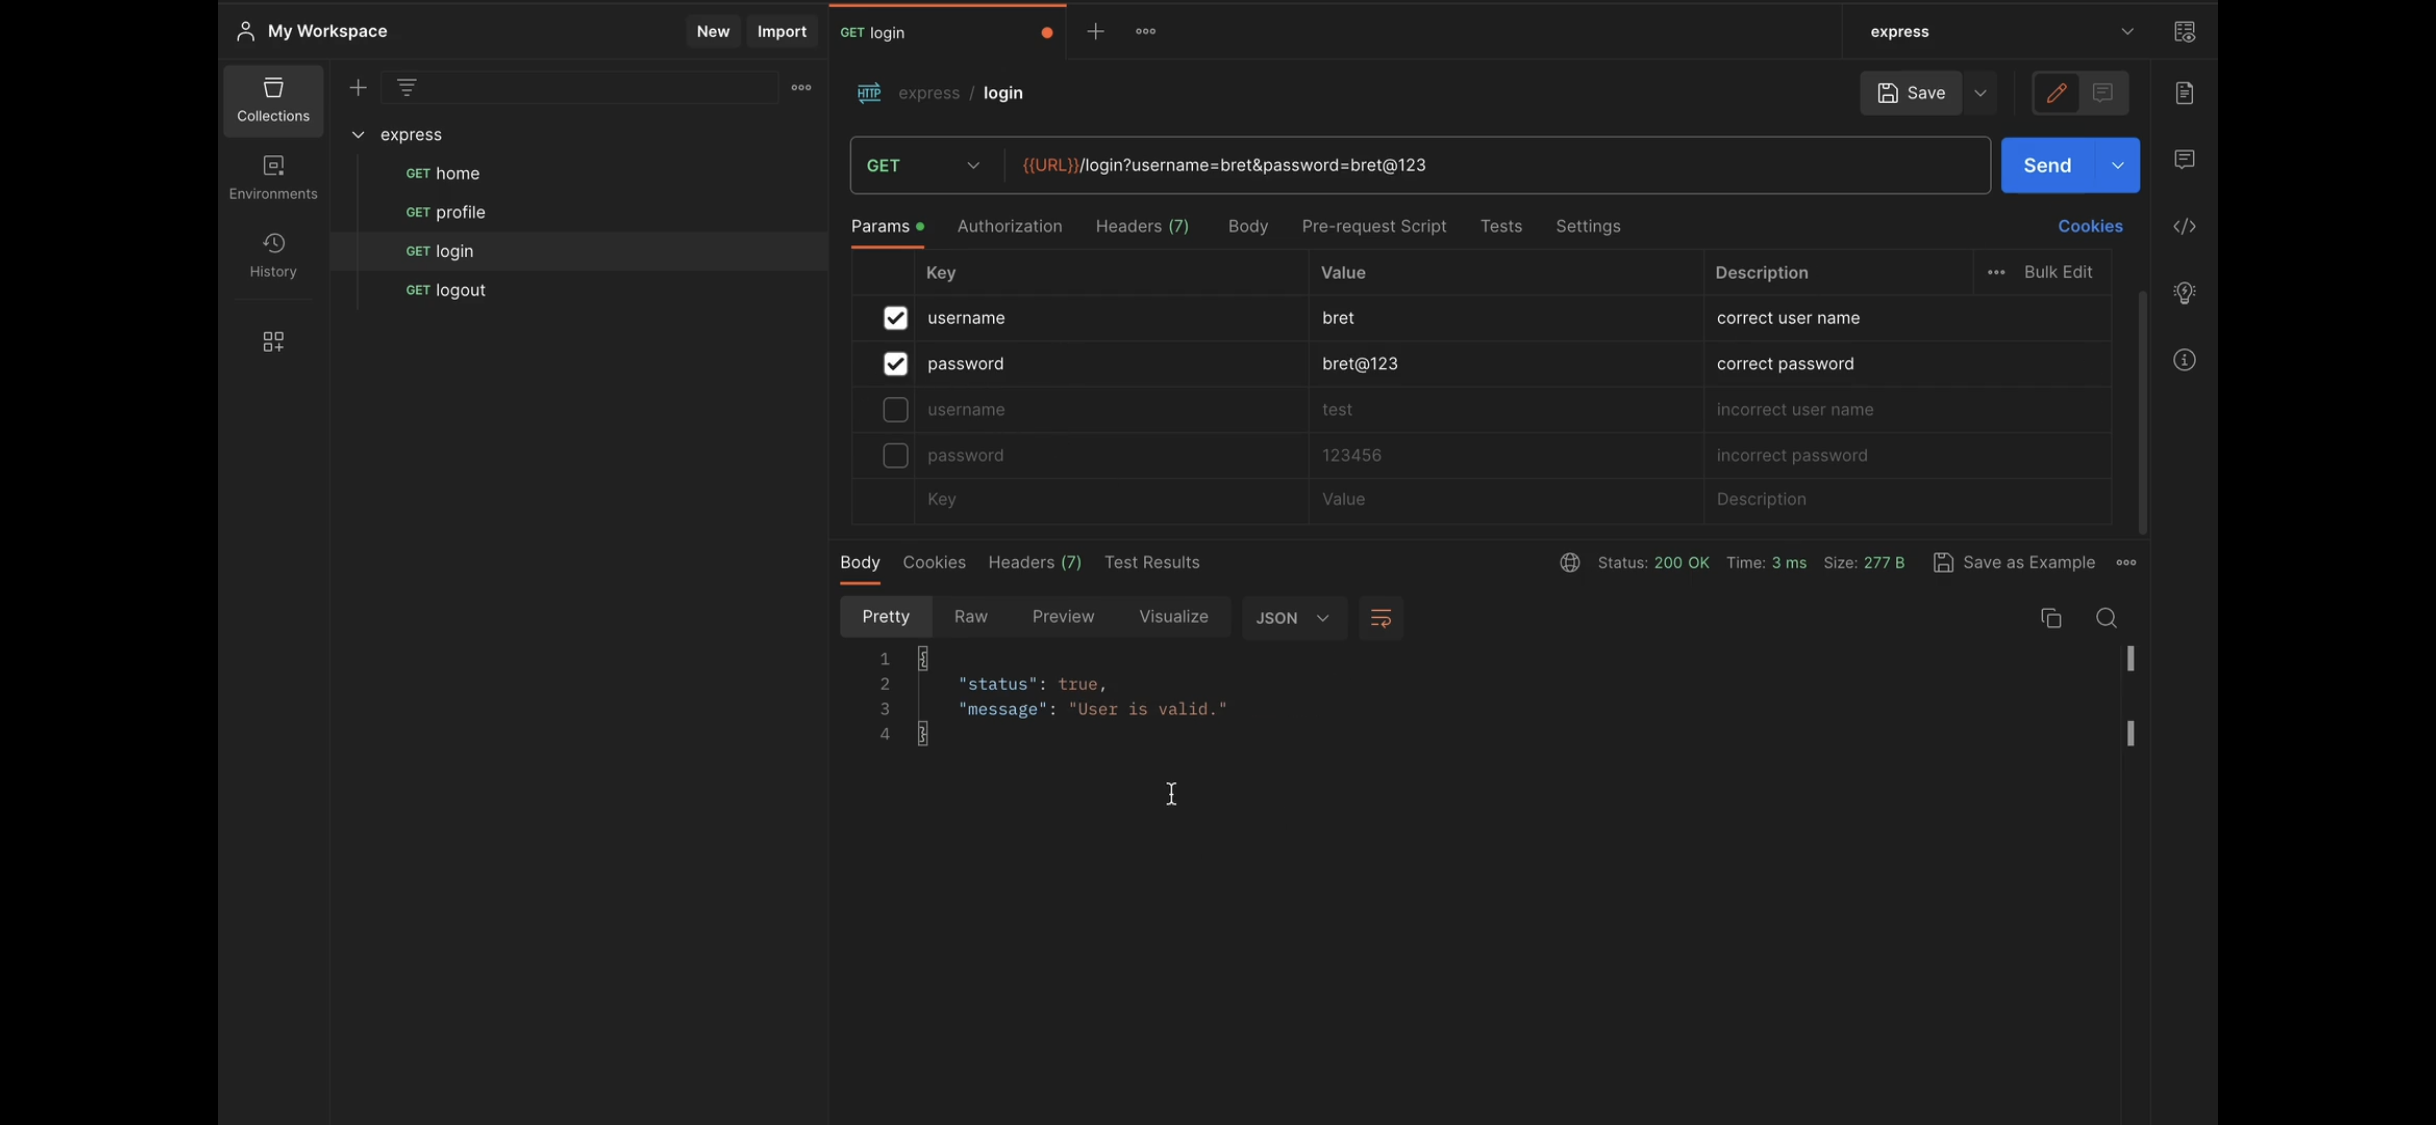 My Workspace New Import
GET login
express
Collections
Environments
History
express
GET home
GET profile
GET login
GET logout
HTTP express / login
Save
GET {{URL}}/login?username=bret&password=bret@123 Send
Params Authorization Headers (7) Body Pre-request Script Tests Settings Cookies
Key Value Description Bulk Edit
username bret correct user name
password bret@123 correct password
username test incorrect user name
password 123456 incorrect password
Key Value Description
Body Cookies Headers (7) Test Results Status: 200 OK Time: 3 ms Size: 277 B Save as Example
Pretty Raw Preview Visualize JSON
1 {
2 "status": true,
3 "message": "User is valid."
4 }